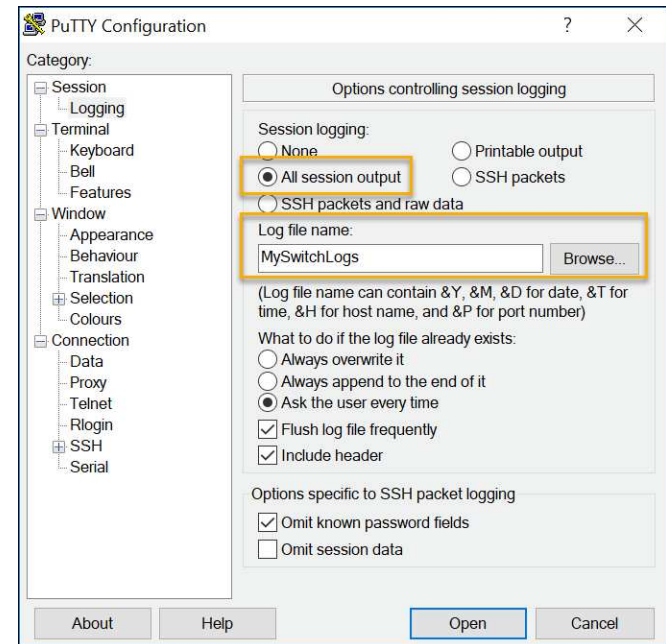 PuTTY Configuration
?
Category:
Session
Logging
Terminal
Keyboard
Bell
Features
Window
Appearance
Behaviour
Translation
Selection
Colours
Connection
Data
Proxy
Telnet
Rlogin
SSH
Serial
Options controlling session logging
Session logging:
None
Printable output
All session output
SSH packets
SSH packets and raw data
Log file name:
MySwitchLogs
Browse...
(Log file name can contain &Y, &M, &D for date, &T for
time, &H for host name, and &P for port number)
What to do if the log file already exists:
Always overwrite it
Always append to the end of it
Ask the user every time
Flush log file frequently
Include header
Options specific to SSH packet logging
Omit known password fields
Omit session data
About
Help
Open
Cancel